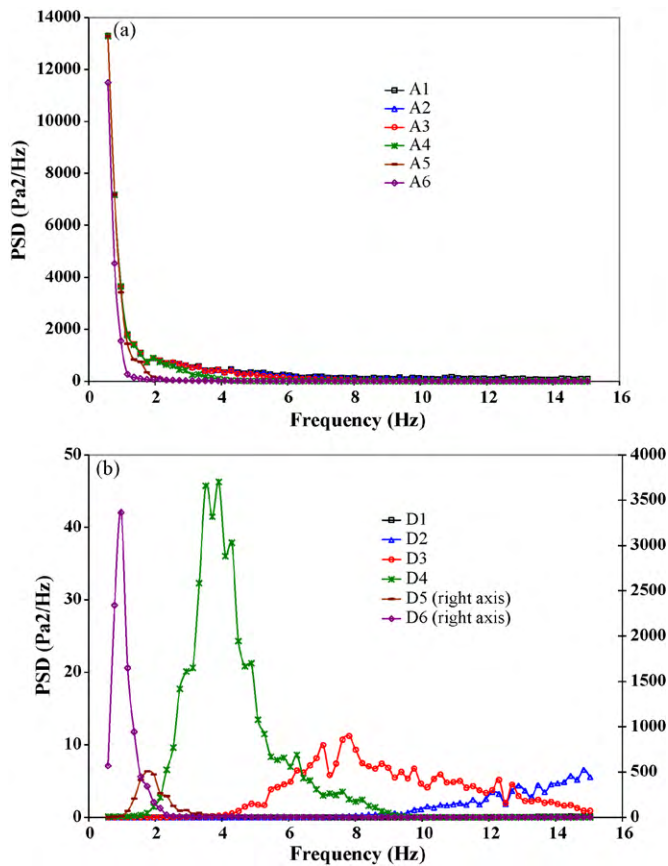 (a)
14000
12000
10000
8000
6000
4000
2000
0
PSD (Pa2/Hz)
A1
A2
A3
A4
A5
A6
0 2 4 6 8 10 12 14 16
Frequency (Hz)
(b)
50
40
30
20
10
0
PSD (Pa2/Hz)
D1
D2
D3
D4
D5 (right axis)
D6 (right axis)
4000
3500
3000
2500
2000
1500
1000
500
0
0 2 4 6 8 10 12 14 16
Frequency (Hz)